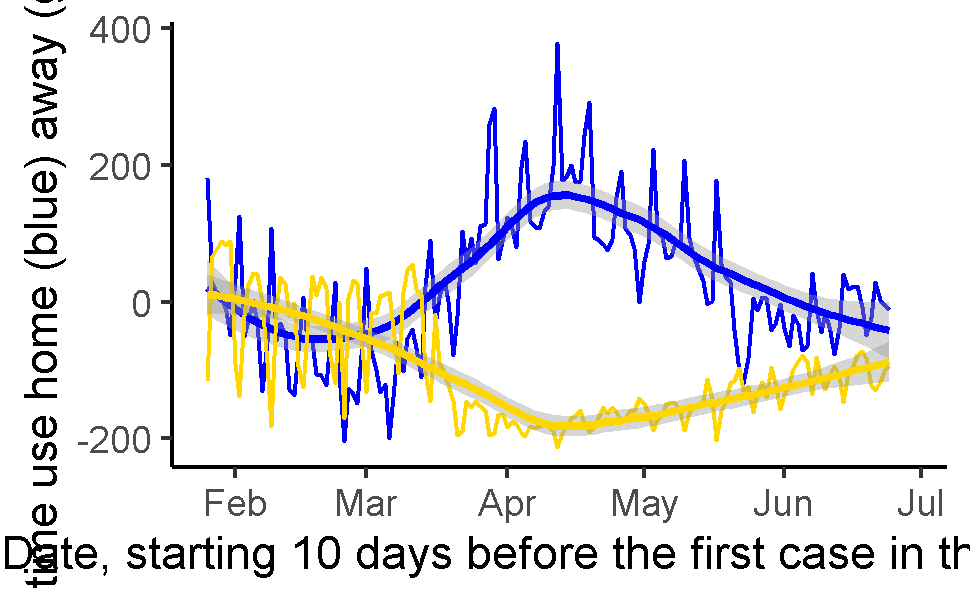 400
200
0
-200
time use home (blue) away (
Feb Mar Apr May Jun Jul
Date, starting 10 days before the first case in th